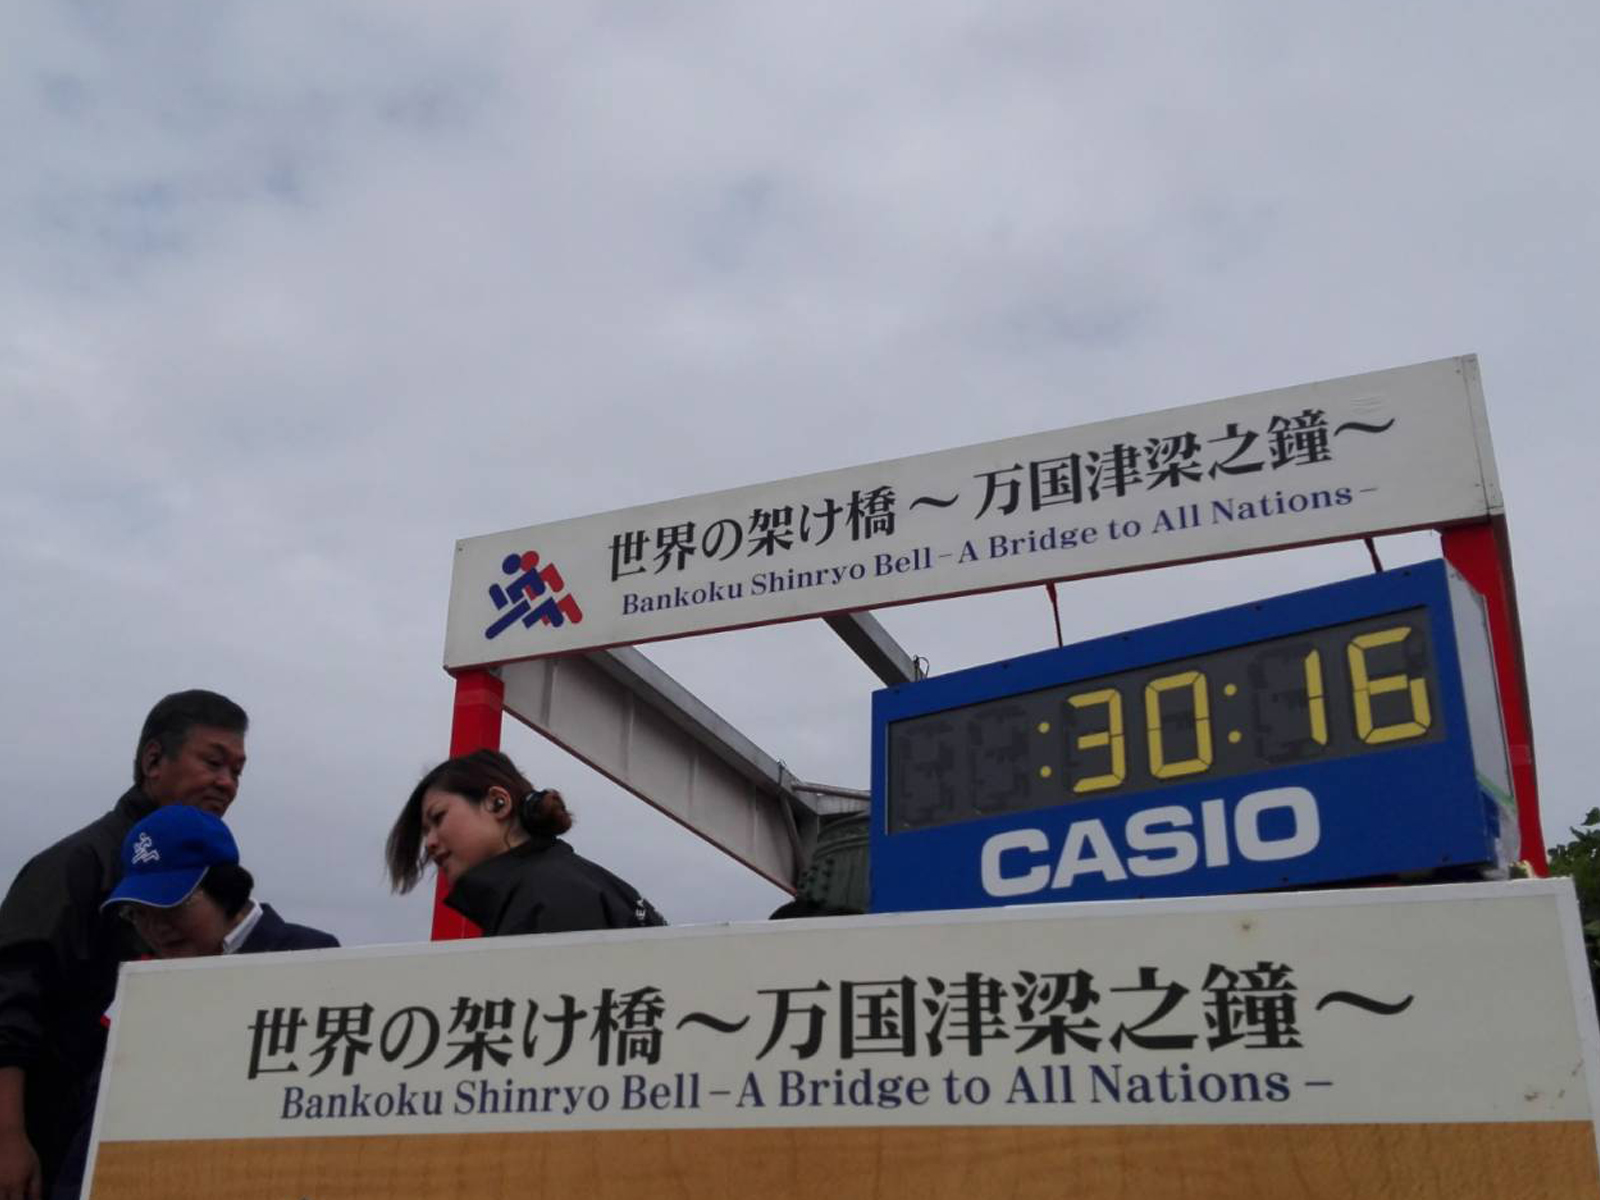 世界の架け橋～万国津梁之鐘～
Bankoku Shinryo Bell–A Bridge to All Nations–
:30:16
CASIO
世界の架け橋～万国津梁之鐘～
Bankoku Shinryo Bell–A Bridge to All Nations–